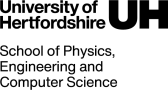 University of
Hertfordshire UH
School of Physics,
Engineering and
Computer Science